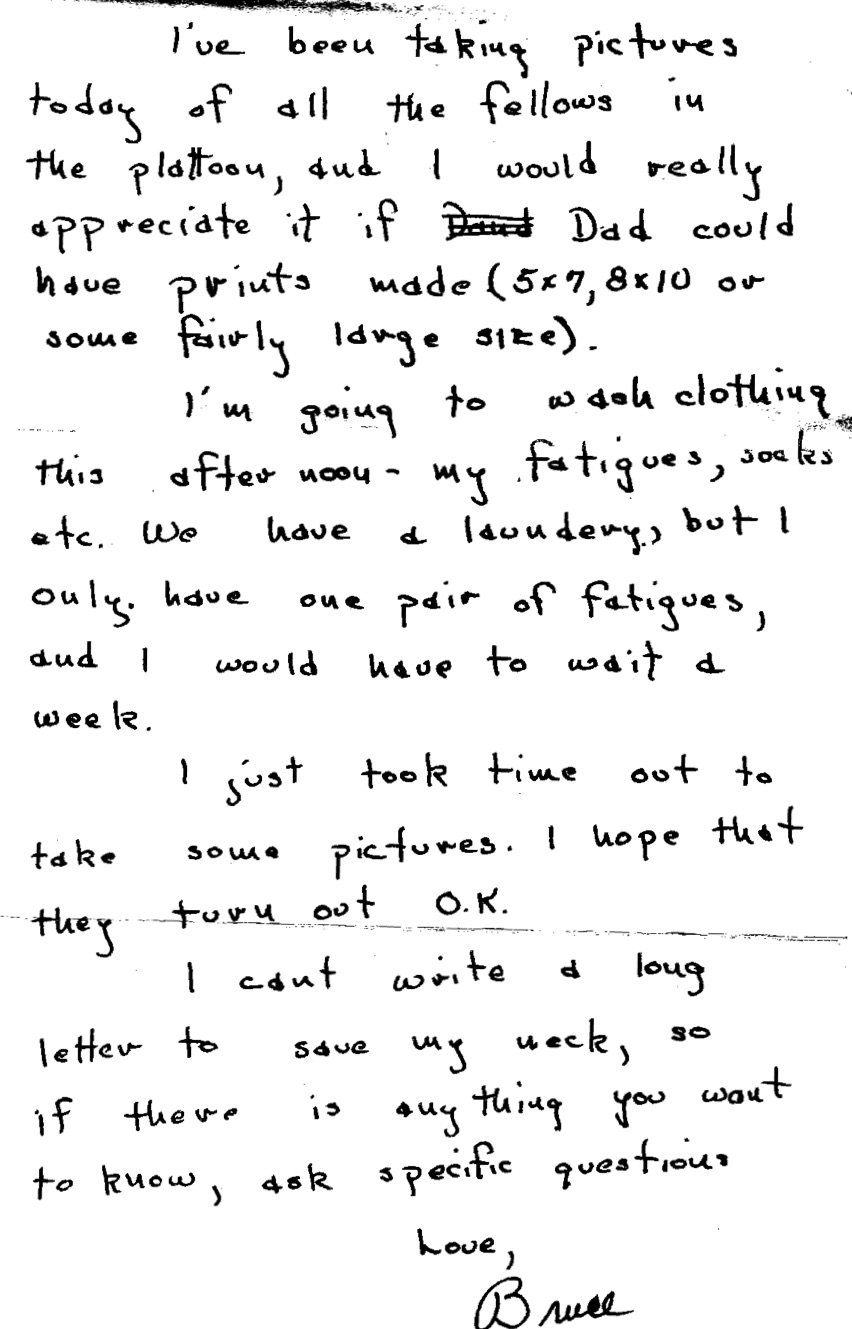 I've been taking pictures
today of all the fellows in
the plattoon, and I would really
appreciate it if Dad could
have prints made (5x7, 8x10 or
some fairly large size).
I'm going to wash clothing
this afternoon - my fatigues, socks
etc. We have a laundery, but I
only have one pair of fatigues,
and I would have to wait a
week.
I just took time out to
take some pictures. I hope that
they turn out O.K.
I cant write a long
letter to save my neck, so
if there is anything you want
to know, ask specific questions
Love,
Bruce